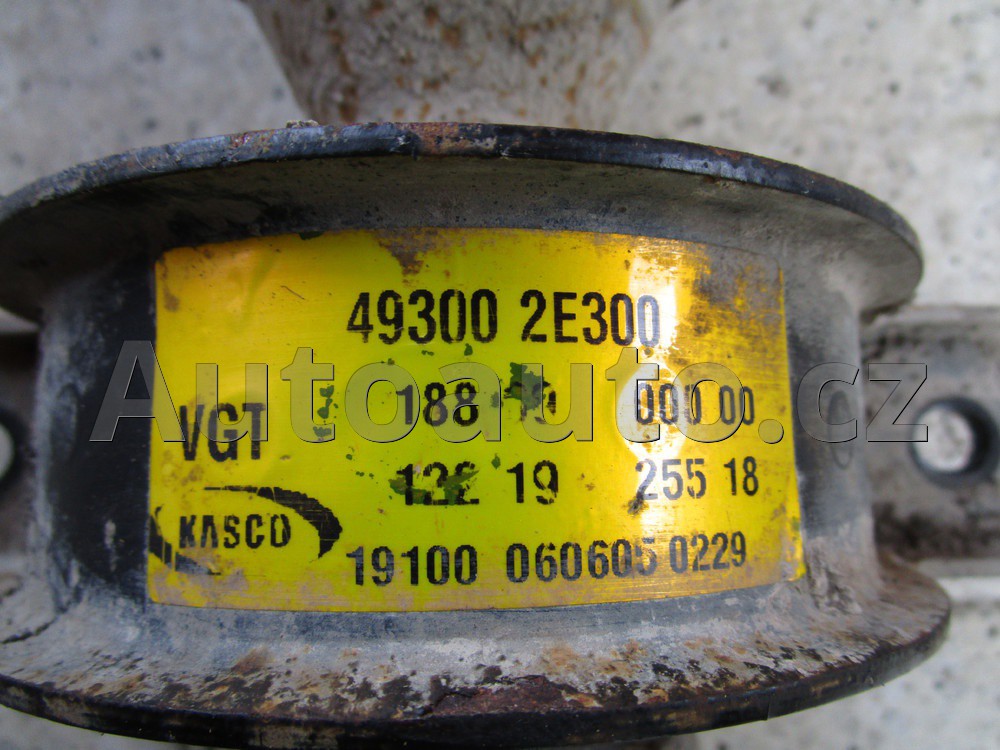 49300 2E300
188 000 00
VGT
19 255 18
KASCO
19100 060605 0229
Autoauto.cz